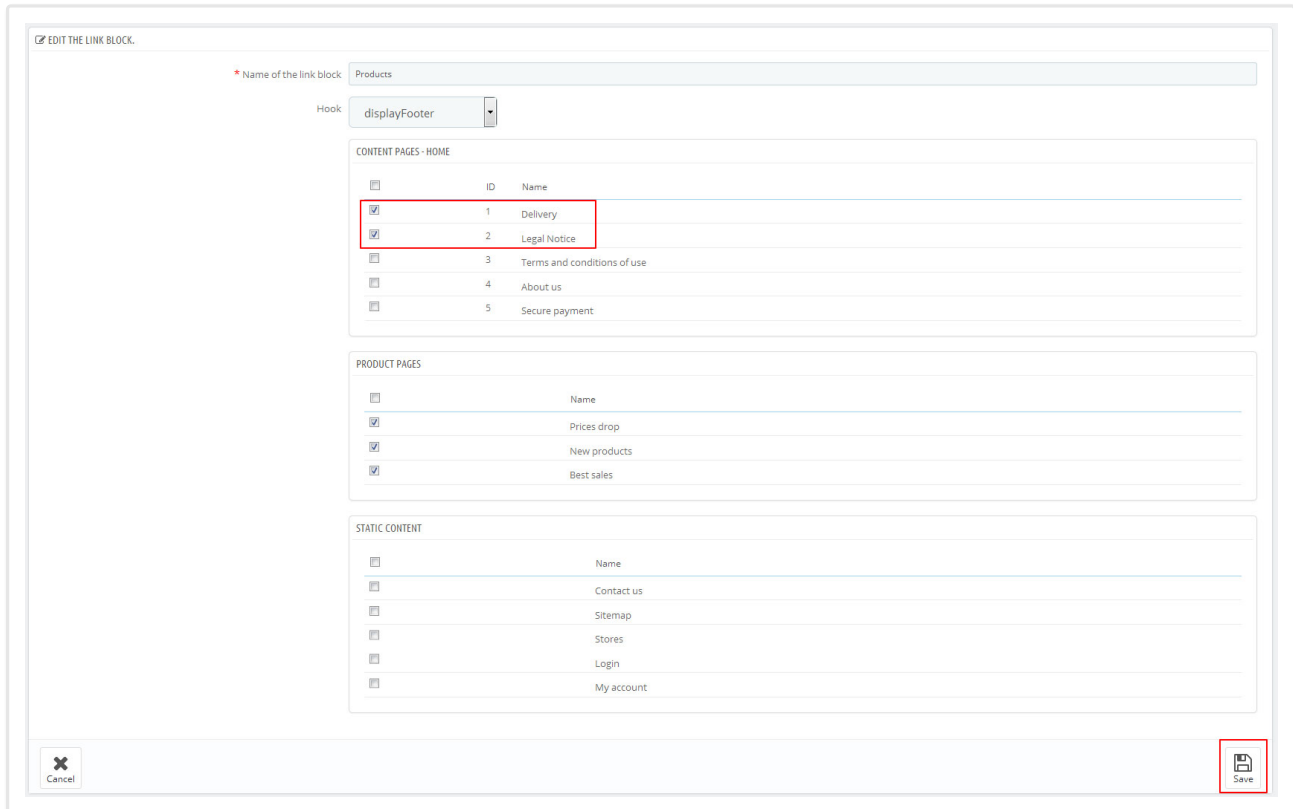 EDIT THE LINK BLOCK.
* Name of the link block Products
Hook displayFooter
CONTENT PAGES - HOME
ID Name
1 Delivery
2 Legal Notice
3 Terms and conditions of use
4 About us
5 Secure payment
PRODUCT PAGES
Name
Prices drop
New products
Best sales
STATIC CONTENT
Name
Contact us
Sitemap
Stores
Login
My account
Cancel Save